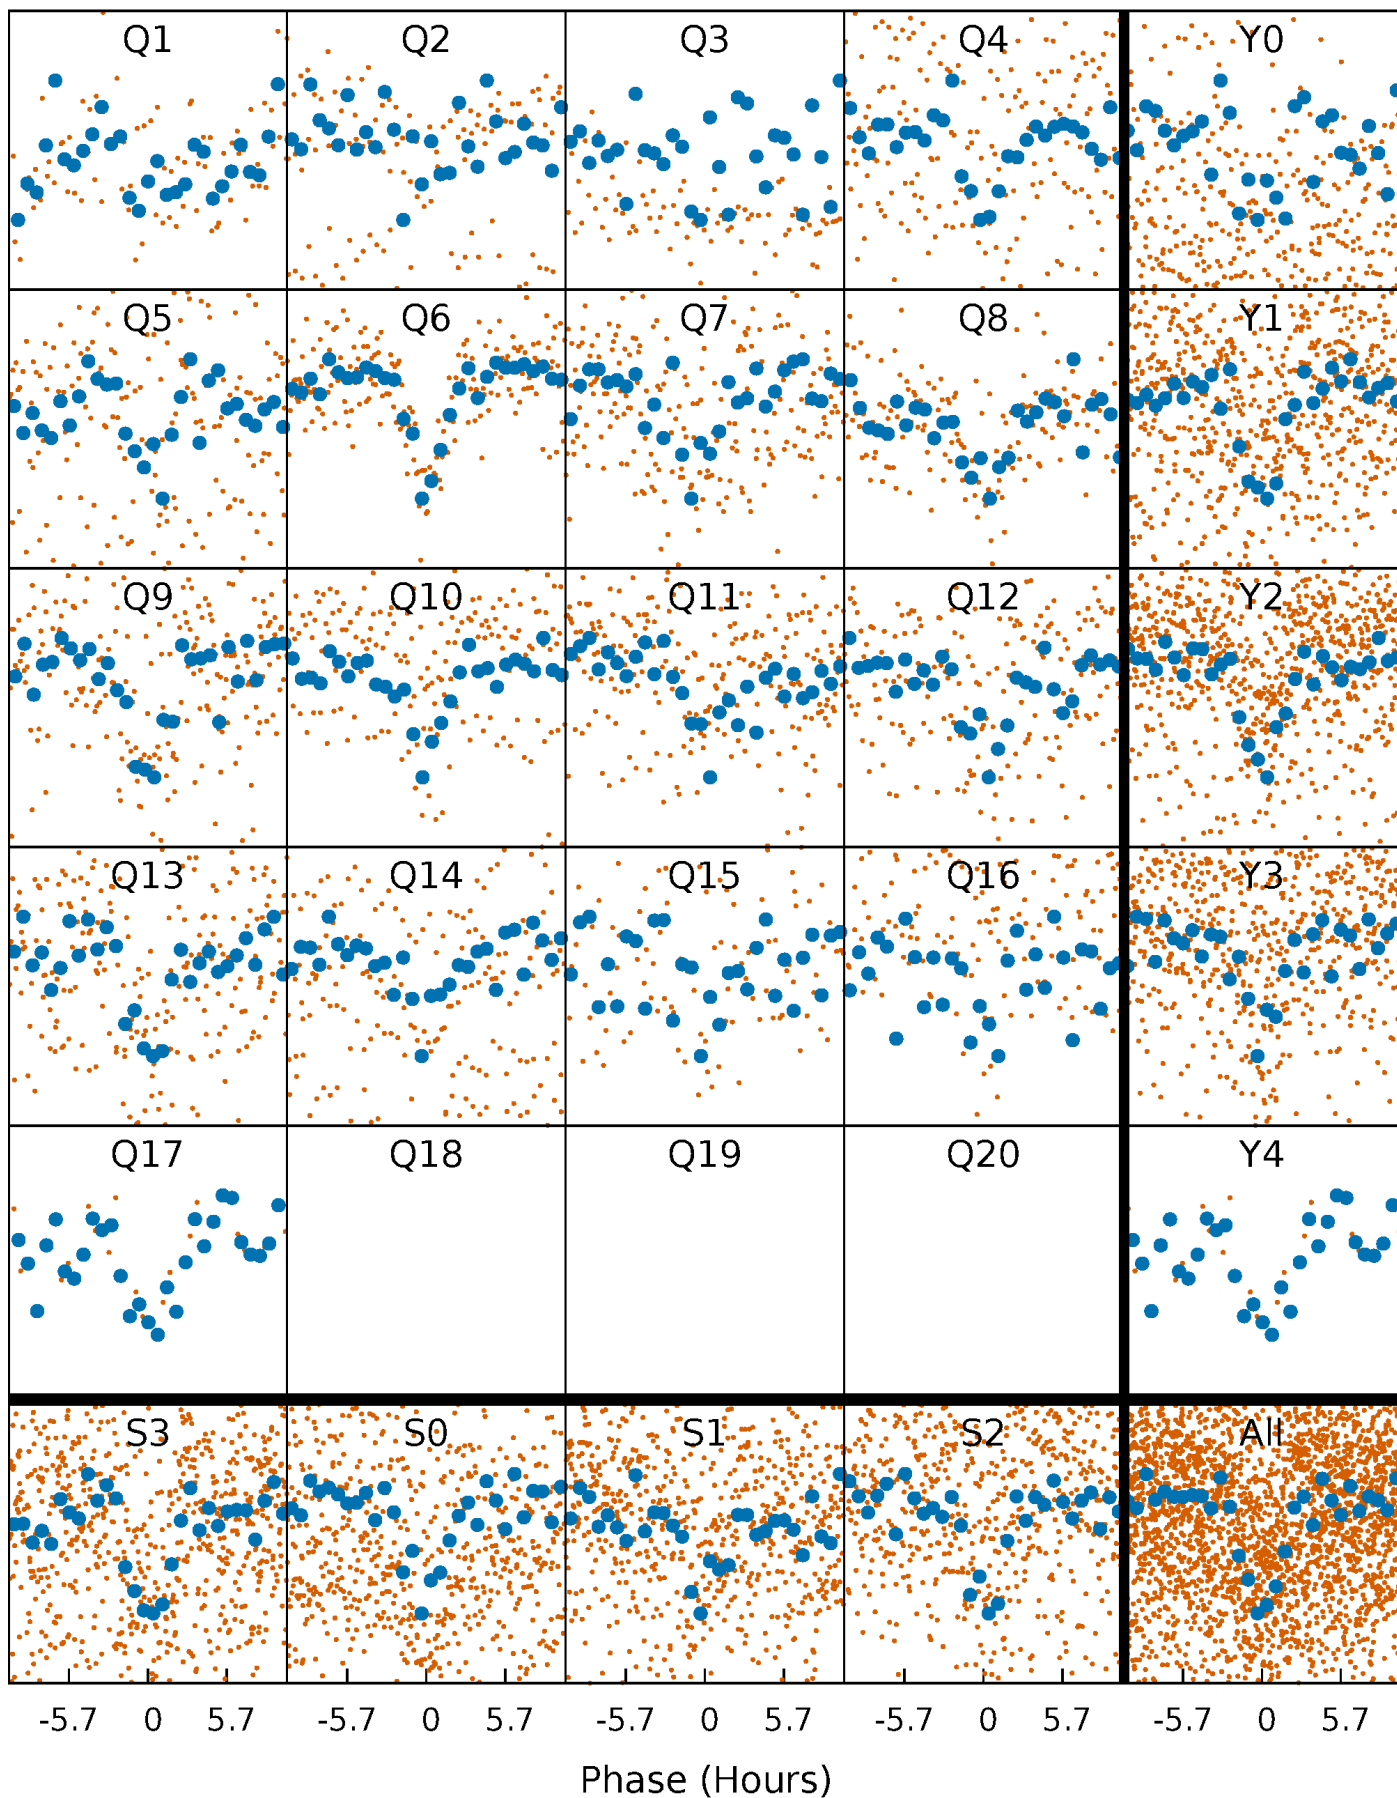 Q1 Q2 Q3 Q4 Y0
Q5 Q6 Q7 Q8 Y1
Q9 Q10 Q11 Q12 Y2
Q13 Q14 Q15 Q16 Y3
Q17 Q18 Q19 Q20 Y4
S3 S0 S1 S2 All
-5.7 0 5.7 -5.7 0 5.7 -5.7 0 5.7 -5.7 0 5.7 -5.7 0 5.7
Phase (Hours)